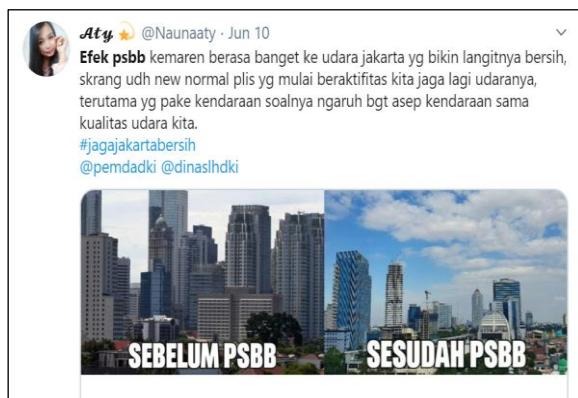 Aty @Naunaaty · Jun 10
Efek psbb kemaren berasa banget ke udara jakarta yg bikin langitnya bersih,
skrang udh new normal plis yg mulai beraktifitas kita jaga lagi udaranya,
terutama yg pake kendaraan soalnya ngaruh bgt asep kendaraan sama
kualitas udara kita.
#jagajakartabersih
@pemdadki @dinaslhdki
SEBELUM PSBB
SESUDAH PSBB